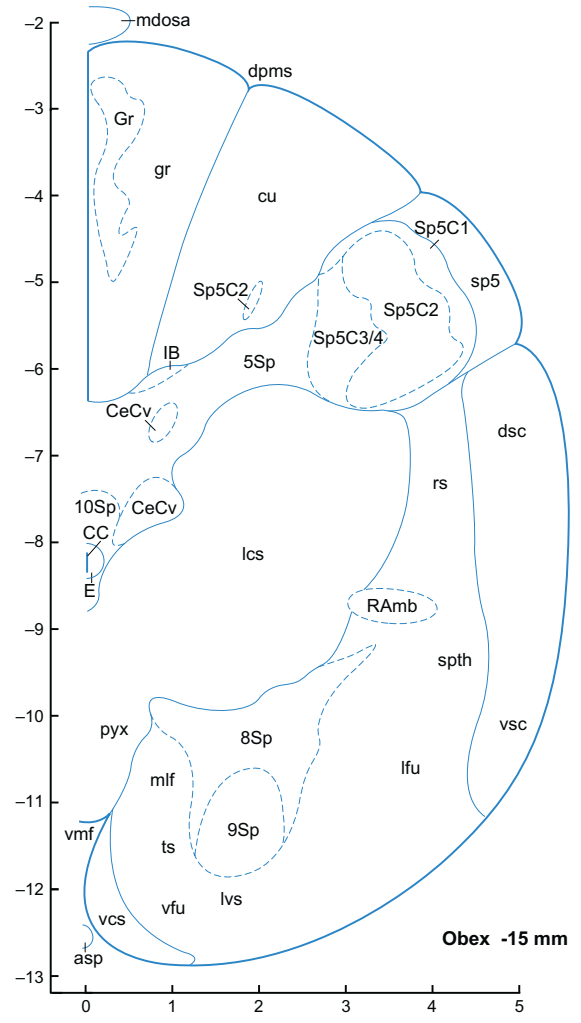 −2
mdosa
dpms
−3
Gr
gr
−4
cu
Sp5C1
−5
Sp5C2
Sp5C2
sp5
Sp5C3/4
IB
−6
5Sp
CeCv
−7
dsc
rs
10Sp
CeCv
CC
−8
lcs
E
RAmb
−9
spth
−10
pyx
8Sp
vsc
mlf
lfu
−11
vmf
9Sp
ts
−12
vcs
vfu
lvs
asp
Obex -15 mm
−13
0 1 2 3 4 5